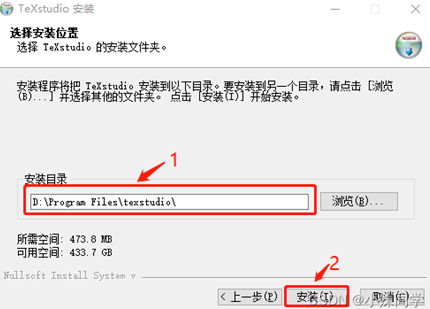 TeXstudio 安装
选择安装位置
选择 TeXstudio 的安装文件夹。
安装程序将把 TeXstudio 安装到以下目录。要安装到另一个目录，请点击 [浏览
(B)...] 并选择其他的文件夹。 点击 [安装(I)] 开始安装。
1
安装目录
D:\Program Files\texstudio\
浏览(B)...
所需空间: 473.8 MB
可用空间: 433.7 GB
2
Nullsoft Install System v
< 上一步(P)
安装(I)
取消(C)